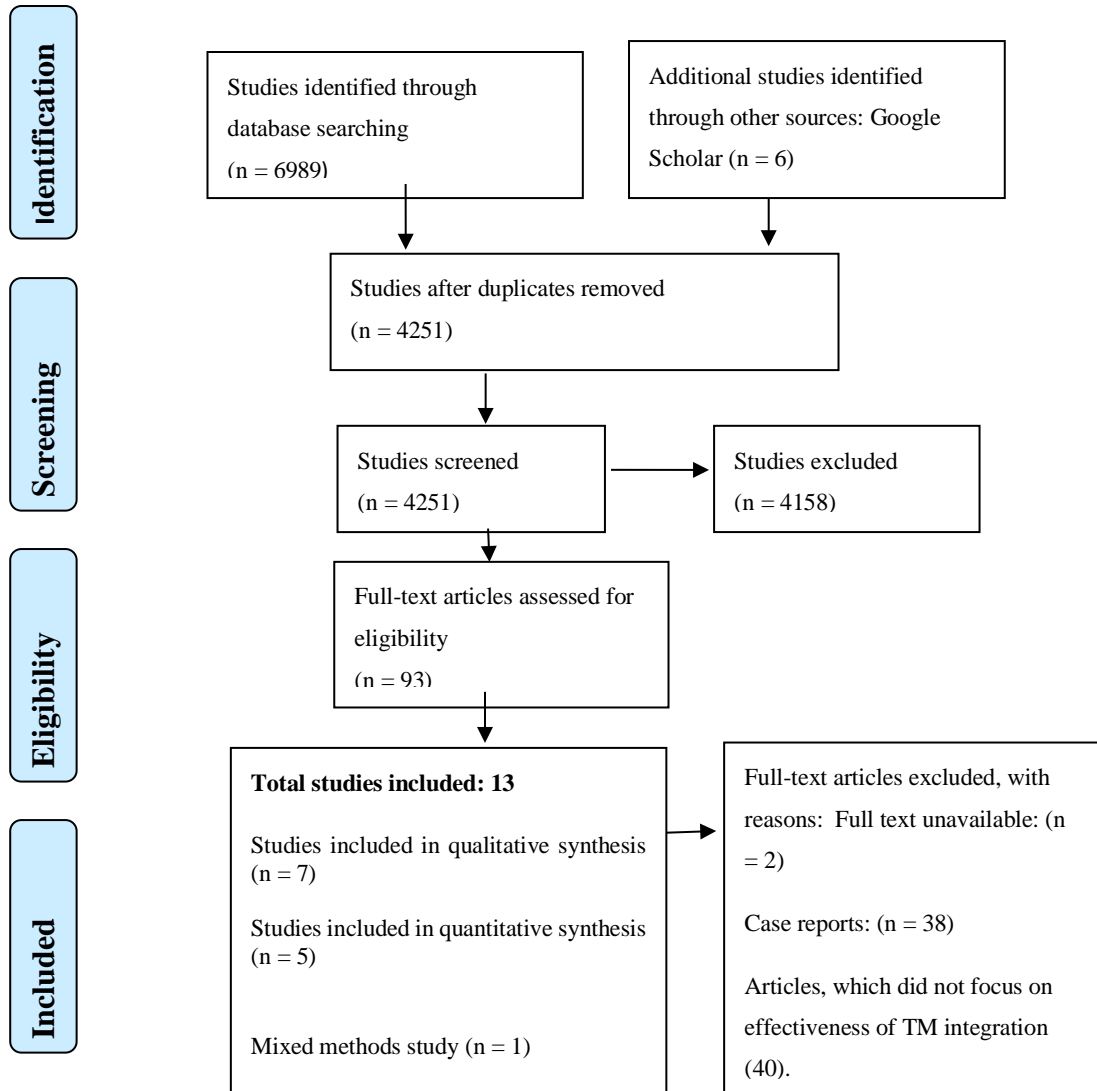 Identification
Studies identified through
database searching
(n = 6989)
Additional studies identified
through other sources: Google
Scholar (n = 6)
Studies after duplicates removed
(n = 4251)
Screening
Studies screened
(n = 4251)
Studies excluded
(n = 4158)
Eligibility
Full-text articles assessed for
eligibility
(n = 93)
Included
Total studies included: 13
Studies included in qualitative synthesis
(n = 7)
Studies included in quantitative synthesis
(n = 5)
Mixed methods study (n = 1)
Full-text articles excluded, with
reasons: Full text unavailable: (n
= 2)
Case reports: (n = 38)
Articles, which did not focus on
effectiveness of TM integration
(40).